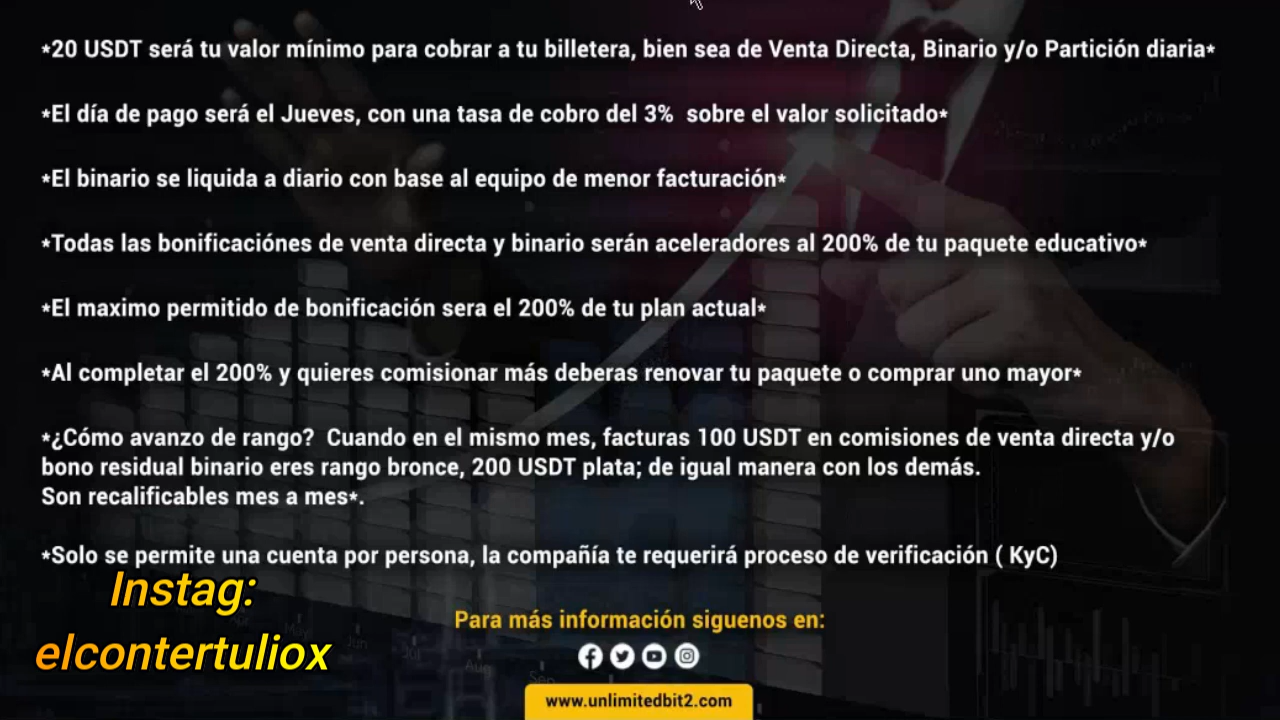 *20 USDT será tu valor mínimo para cobrar a tu billetera, bien sea de Venta Directa, Binario y/o Partición diaria*
*El día de pago será el Jueves, con una tasa de cobro del 3% sobre el valor solicitado*
*El binario se liquida a diario con base al equipo de menor facturación*
*Todas las bonificaciónes de venta directa y binario serán aceleradores al 200% de tu paquete educativo*
*El maximo permitido de bonificación sera el 200% de tu plan actual*
*Al completar el 200% y quieres comisionar más deberas renovar tu paquete o comprar uno mayor*
*¿Cómo avanzo de rango? Cuando en el mismo mes, facturas 100 USDT en comisiones de venta directa y/o
bono residual binario eres rango bronce, 200 USDT plata; de igual manera con los demás.
Son recalificables mes a mes*.
*Solo se permite una cuenta por persona, la compañía te requerirá proceso de verificación ( KyC)
Instag:
elcontertuliox
Jun
Aug
Sep
Para más información siguenos en:
www.unlimitedbit2.com